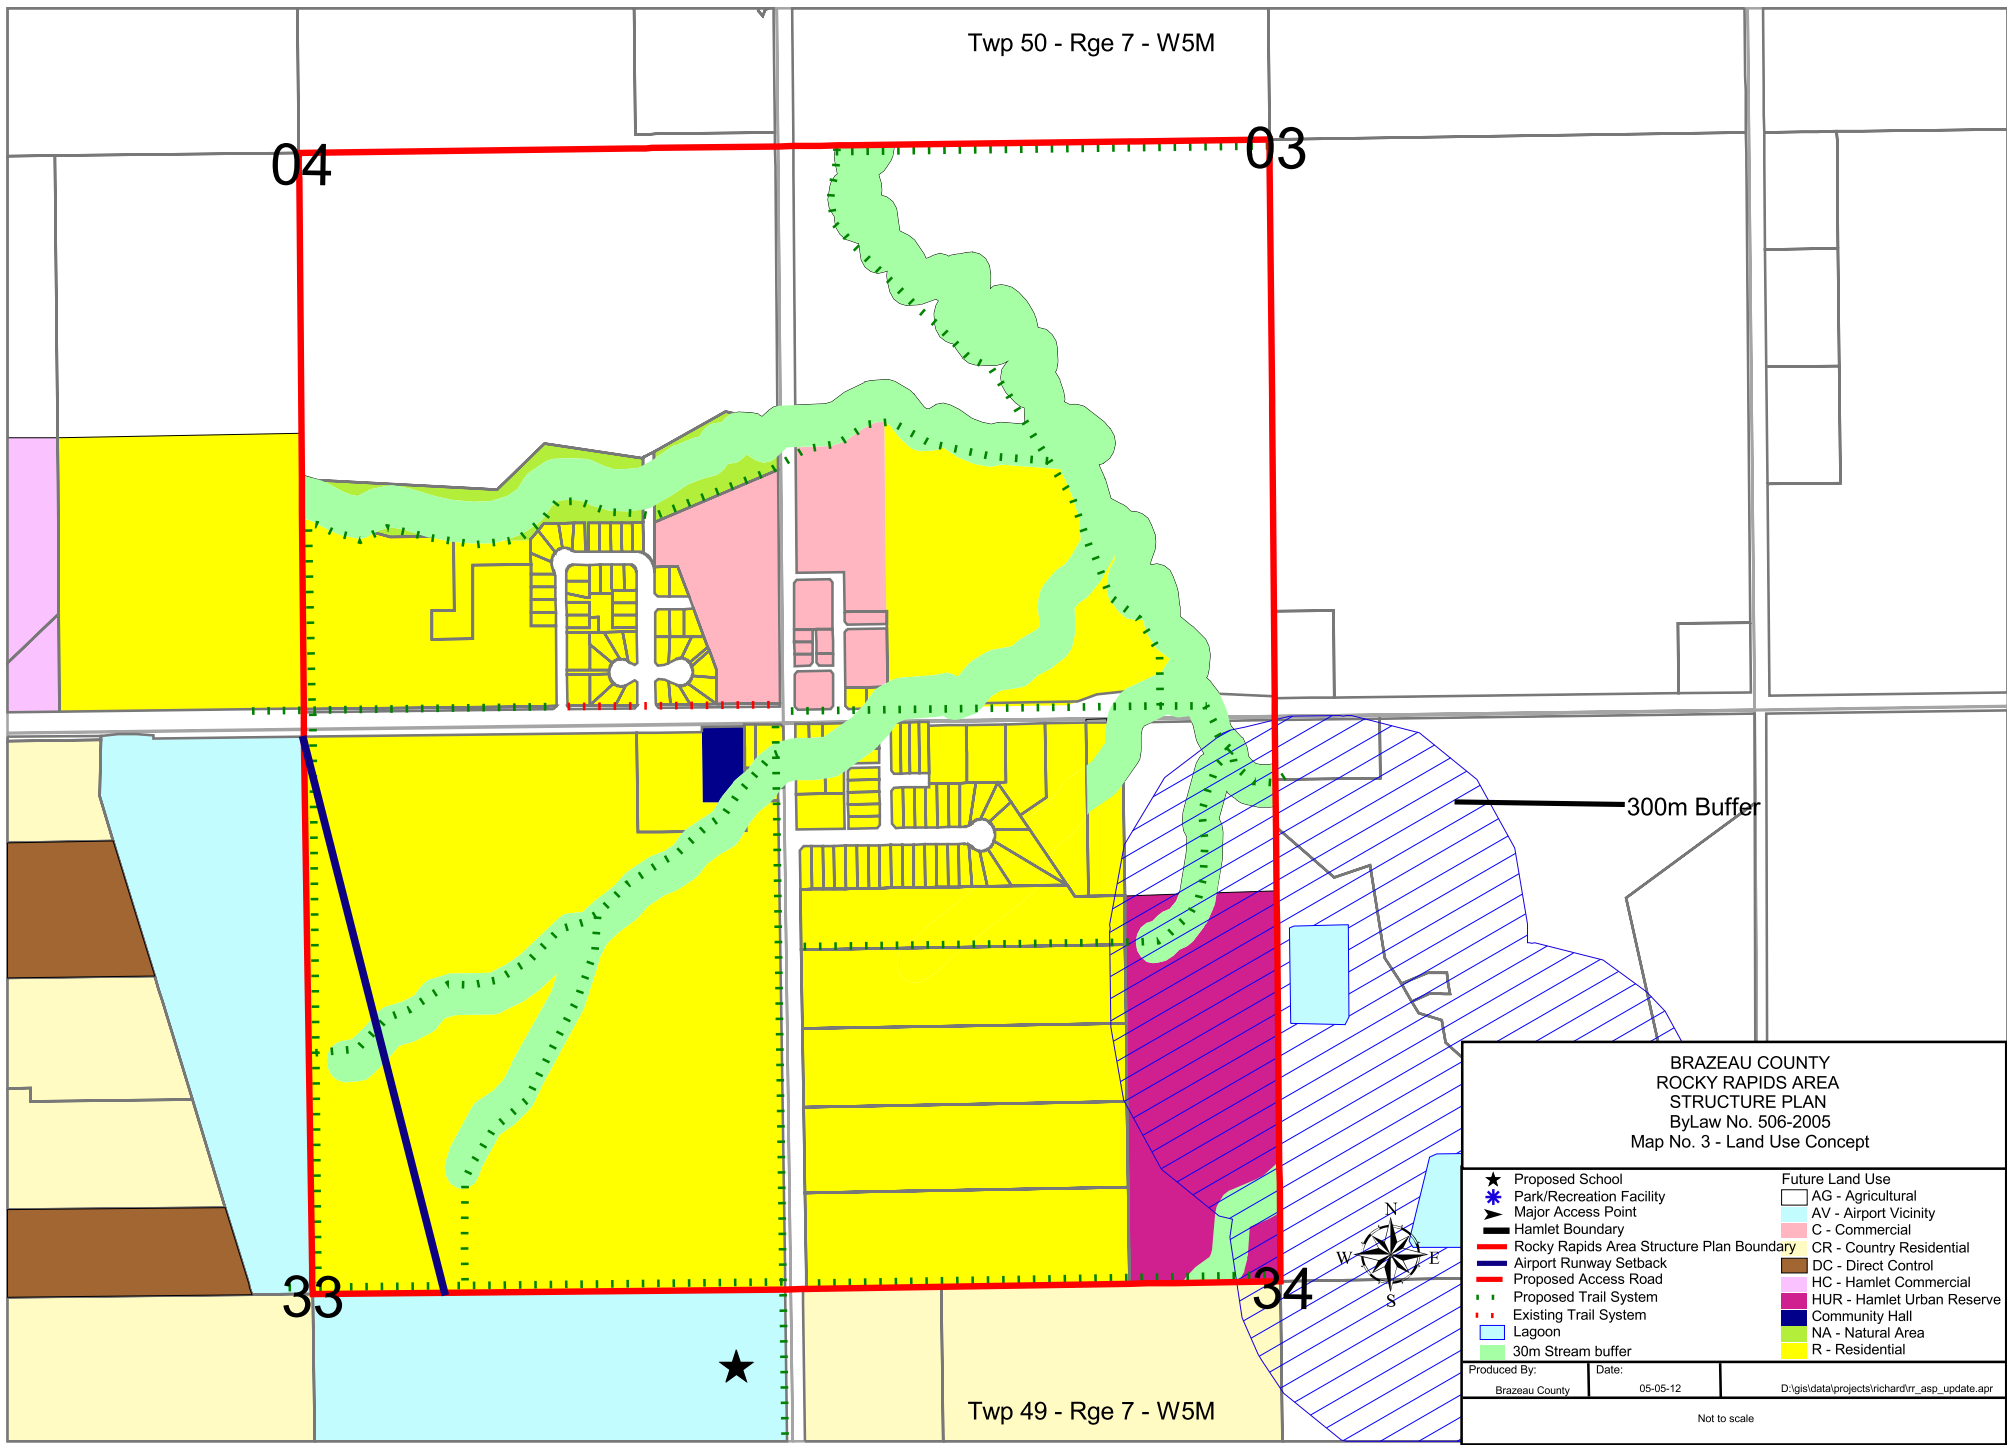 Twp 50 - Rge 7 - W5M
04
03
300m Buffer
33
34
Twp 49 - Rge 7 - W5M
N
W
E
S
BRAZEAU COUNTY
ROCKY RAPIDS AREA
STRUCTURE PLAN
ByLaw No. 506-2005
Map No. 3 - Land Use Concept
Proposed School
Park/Recreation Facility
Major Access Point
Hamlet Boundary
Rocky Rapids Area Structure Plan Boundary
Airport Runway Setback
Proposed Access Road
Proposed Trail System
Existing Trail System
Lagoon
30m Stream buffer
Future Land Use
AG - Agricultural
AV - Airport Vicinity
C - Commercial
CR - Country Residential
DC - Direct Control
HC - Hamlet Commercial
HUR - Hamlet Urban Reserve
Community Hall
NA - Natural Area
R - Residential
Produced By:
Brazeau County
Date:
05-05-12
D:\gis\data\projects\richard\rr_asp_update.apr
Not to scale